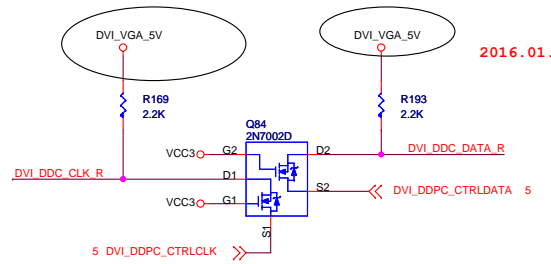 DVI_VGA_5V
DVI_VGA_5V
2016.01.
R169
2.2K
R193
2.2K
Q84
2N7002D
VCC3
G2
D2
DVI_DDC_DATA_R
DVI_DDC_CLK_R
D1
S2
DVI_DDPC_CTRLDATA 5
VCC3
G1
S1
5 DVI_DDPC_CTRLCLK